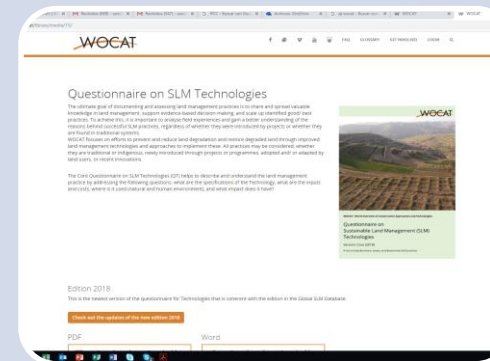 WOCAT
FAQ GLOSSARY GET INVOLVED LOGIN
Questionnaire on SLM Technologies
The ultimate goal of documenting and assessing land management practices is to share and spread valuable
knowledge in land management, support evidence-based decision-making, and scale up identified good/ best
practices. To achieve this, it is important to analyse field experiences and gain a better understanding of the
reasons behind successful SLM practices, regardless of whether they were introduced by projects or whether they
are found in traditional systems.
WOCAT focuses on efforts to prevent and reduce land degradation and restore degraded land through improved
land management technologies and approaches to implement these. All practices may be considered, whether
they are traditional or indigenous, newly introduced through projects or programmes, adopted and/ or adapted by
land users, or recent innovations.
The Core Questionnaire on SLM Technologies (QT) helps to describe and understand the land management
practice by addressing the following questions: what are the specifications of the Technology, what are the inputs
and costs, where is it used(natural and human environment), and what impact does it have?
WOCAT
Questionnaire on
Sustainable Land Management (SLM)
Technologies
Edition 2018
This is the newest version of the questionnaire for Technologies that is coherent with the edition in the Global SLM Database.
Check out the updates of the new edition 2018
PDF Word